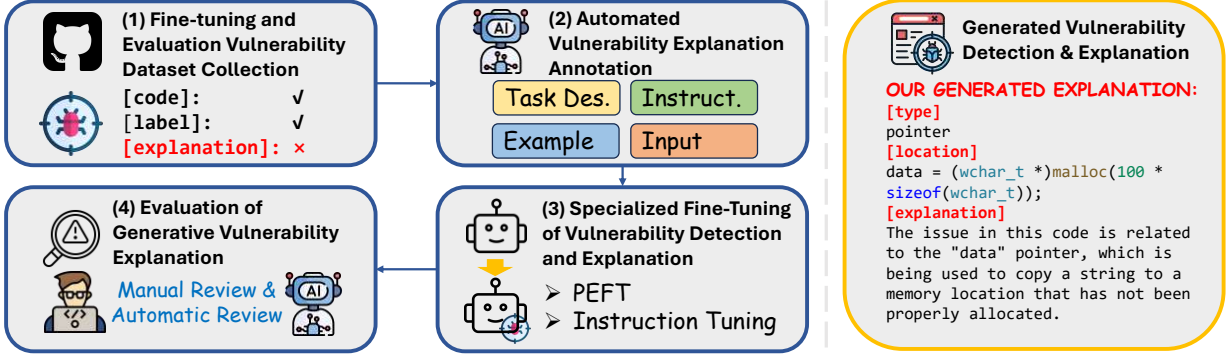 (1) Fine-tuning and
Evaluation Vulnerability
Dataset Collection
[code]: √
[label]: √
[explanation]: ×
(2) Automated
Vulnerability Explanation
Annotation
AI
Task Des.
Instruct.
Example
Input
(3) Specialized Fine-Tuning
of Vulnerability Detection
and Explanation
➢ PEFT
➢ Instruction Tuning
(4) Evaluation of
Generative Vulnerability
Explanation
Manual Review &
Automatic Review
AI
Generated Vulnerability
Detection & Explanation
OUR GENERATED EXPLANATION:
[type]
pointer
[location]
data = (wchar_t *)malloc(100 *
sizeof(wchar_t));
[explanation]
The issue in this code is related
to the "data" pointer, which is
being used to copy a string to a
memory location that has not been
properly allocated.